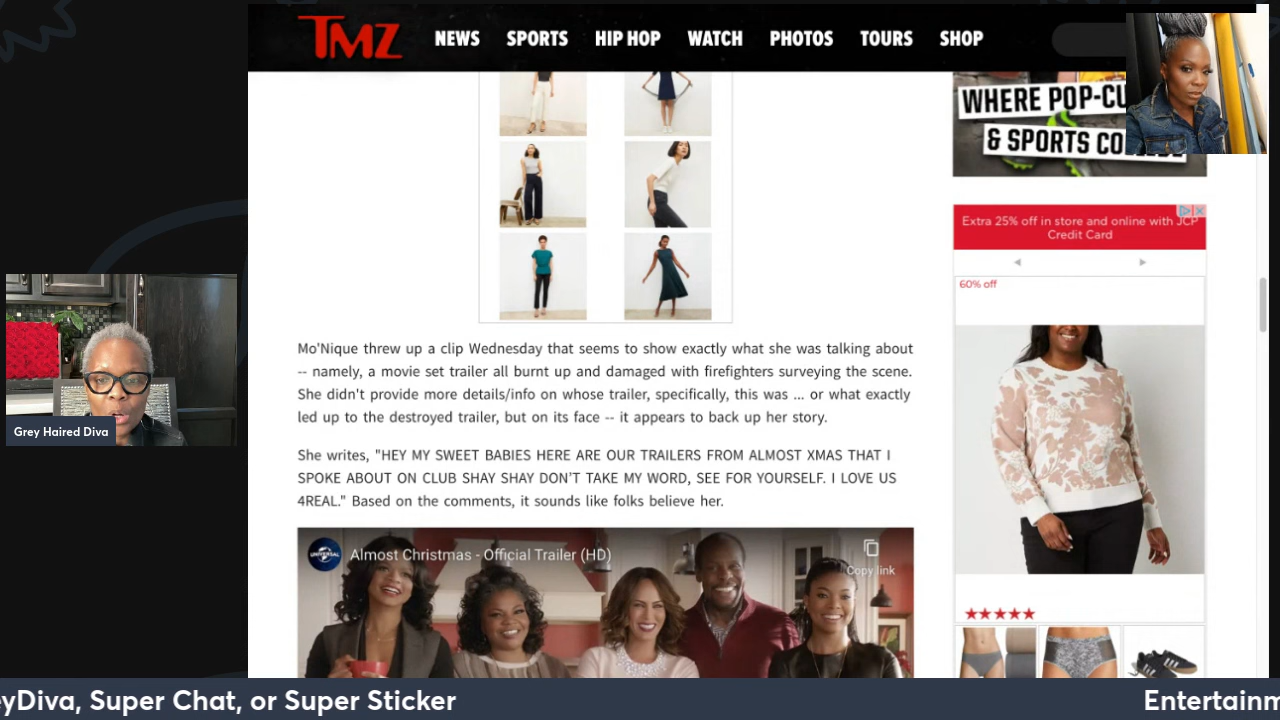 TMZ
NEWS SPORTS HIP HOP WATCH PHOTOS TOURS SHOP
WHERE POP-CU
& SPORTS CO
Extra 25% off in store and online with JCP
Credit Card
60% off
Mo'Nique threw up a clip Wednesday that seems to show exactly what she was talking about
-- namely, a movie set trailer all burnt up and damaged with firefighters surveying the scene.
She didn't provide more details/info on whose trailer, specifically, this was ... or what exactly
led up to the destroyed trailer, but on its face -- it appears to back up her story.
She writes, "HEY MY SWEET BABIES HERE ARE OUR TRAILERS FROM ALMOST XMAS THAT I
SPOKE ABOUT ON CLUB SHAY SHAY DON'T TAKE MY WORD, SEE FOR YOURSELF. I LOVE US
4REAL." Based on the comments, it sounds like folks believe her.
UNIVERSAL
Almost Christmas - Official Trailer (HD)
Copy link
Grey Haired Diva
eyDiva, Super Chat, or Super Sticker
Entertainm